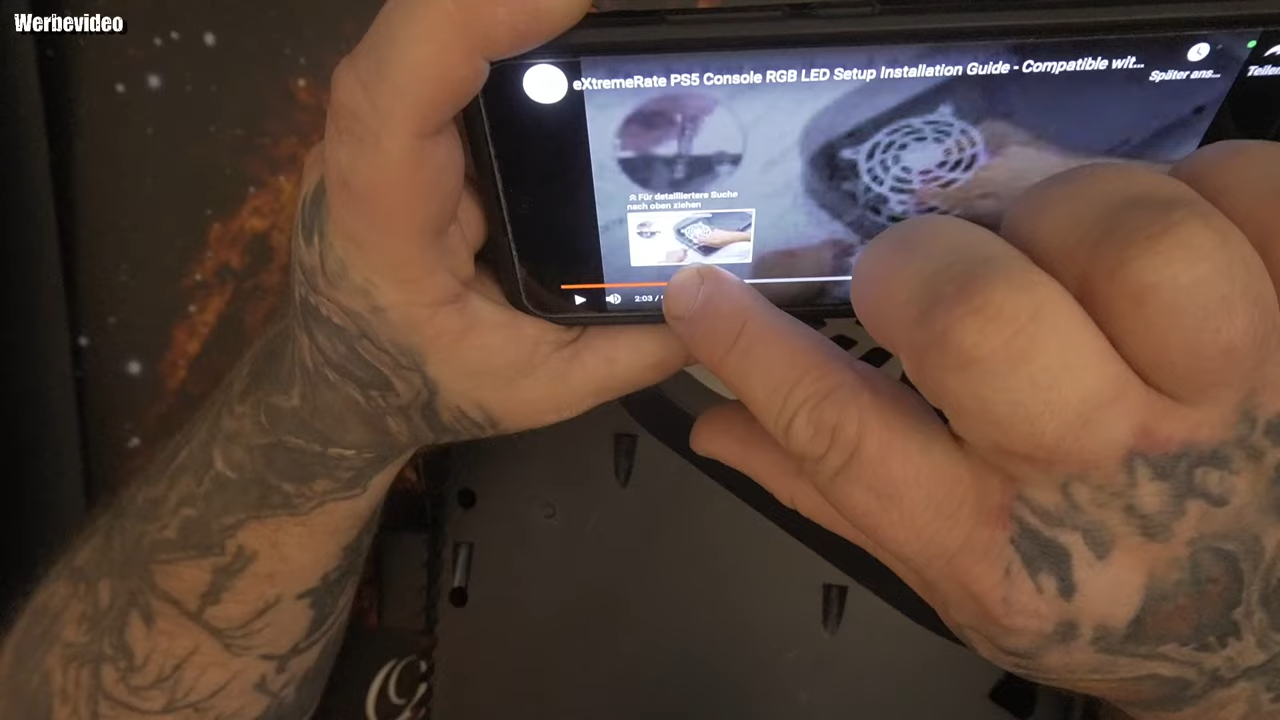 Werbevideo
eXtremeRate PS5 Console RGB LED Setup Installation Guide - Compatible wit...
Später ans...
Teilen
Für detailliertere Suche
nach oben ziehen
2:03 /